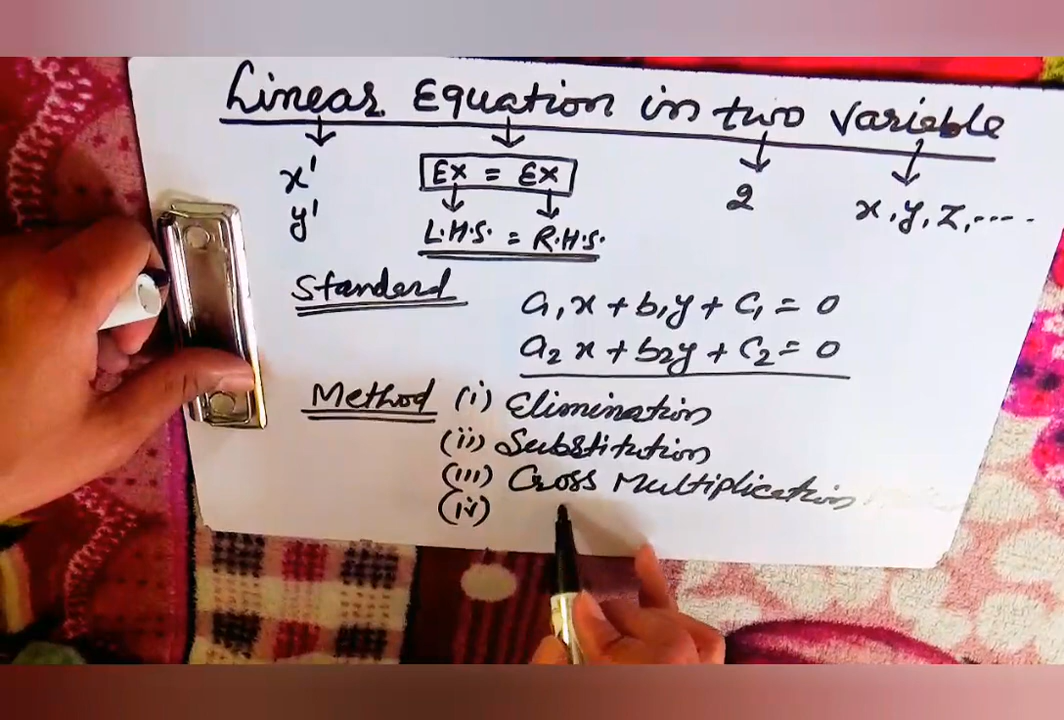 Linear Equation in two variable
x' Ex = Ex 2 x, y, z, ....
y' L.H.S. = R.H.S.
Standerd a₁x + b₁y + c₁ = 0
a₂x + b₂y + c₂ = 0
Method (i) Elimination
(ii) Substitution
(iii) Cross Multiplication
(iv)